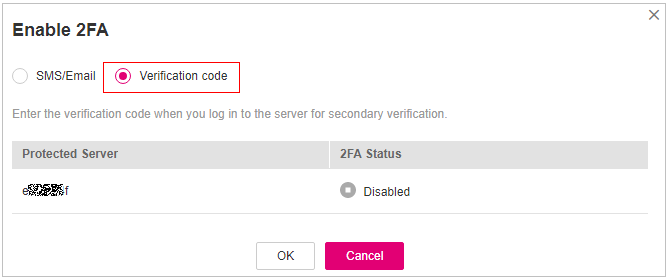 Enable 2FA
SMS/Email Verification code
Enter the verification code when you log in to the server for secondary verification.
Protected Server 2FA Status
Disabled
OK Cancel